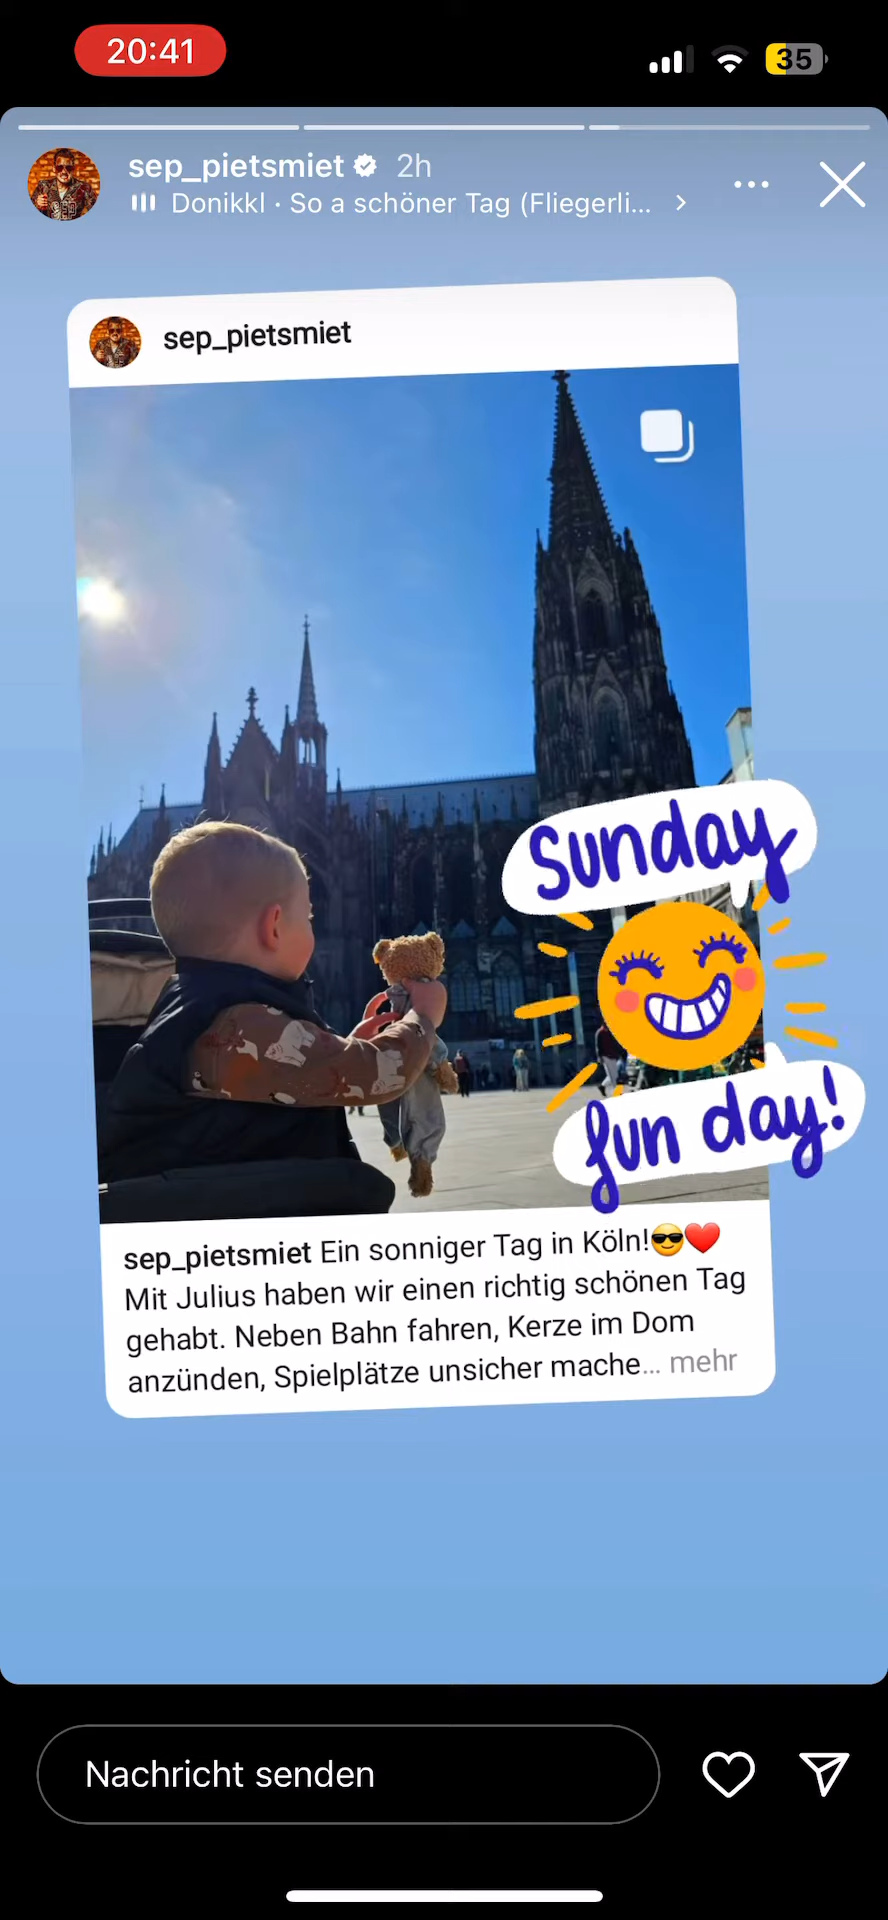 20:41
35
sep_pietsmiet 2h
Donikkl · So a schöner Tag (Fliegerli...
sep_pietsmiet
Sunday
fun day!
sep_pietsmiet Ein sonniger Tag in Köln!😎❤️
Mit Julius haben wir einen richtig schönen Tag
gehabt. Neben Bahn fahren, Kerze im Dom
anzünden, Spielplätze unsicher mache... mehr
Nachricht senden